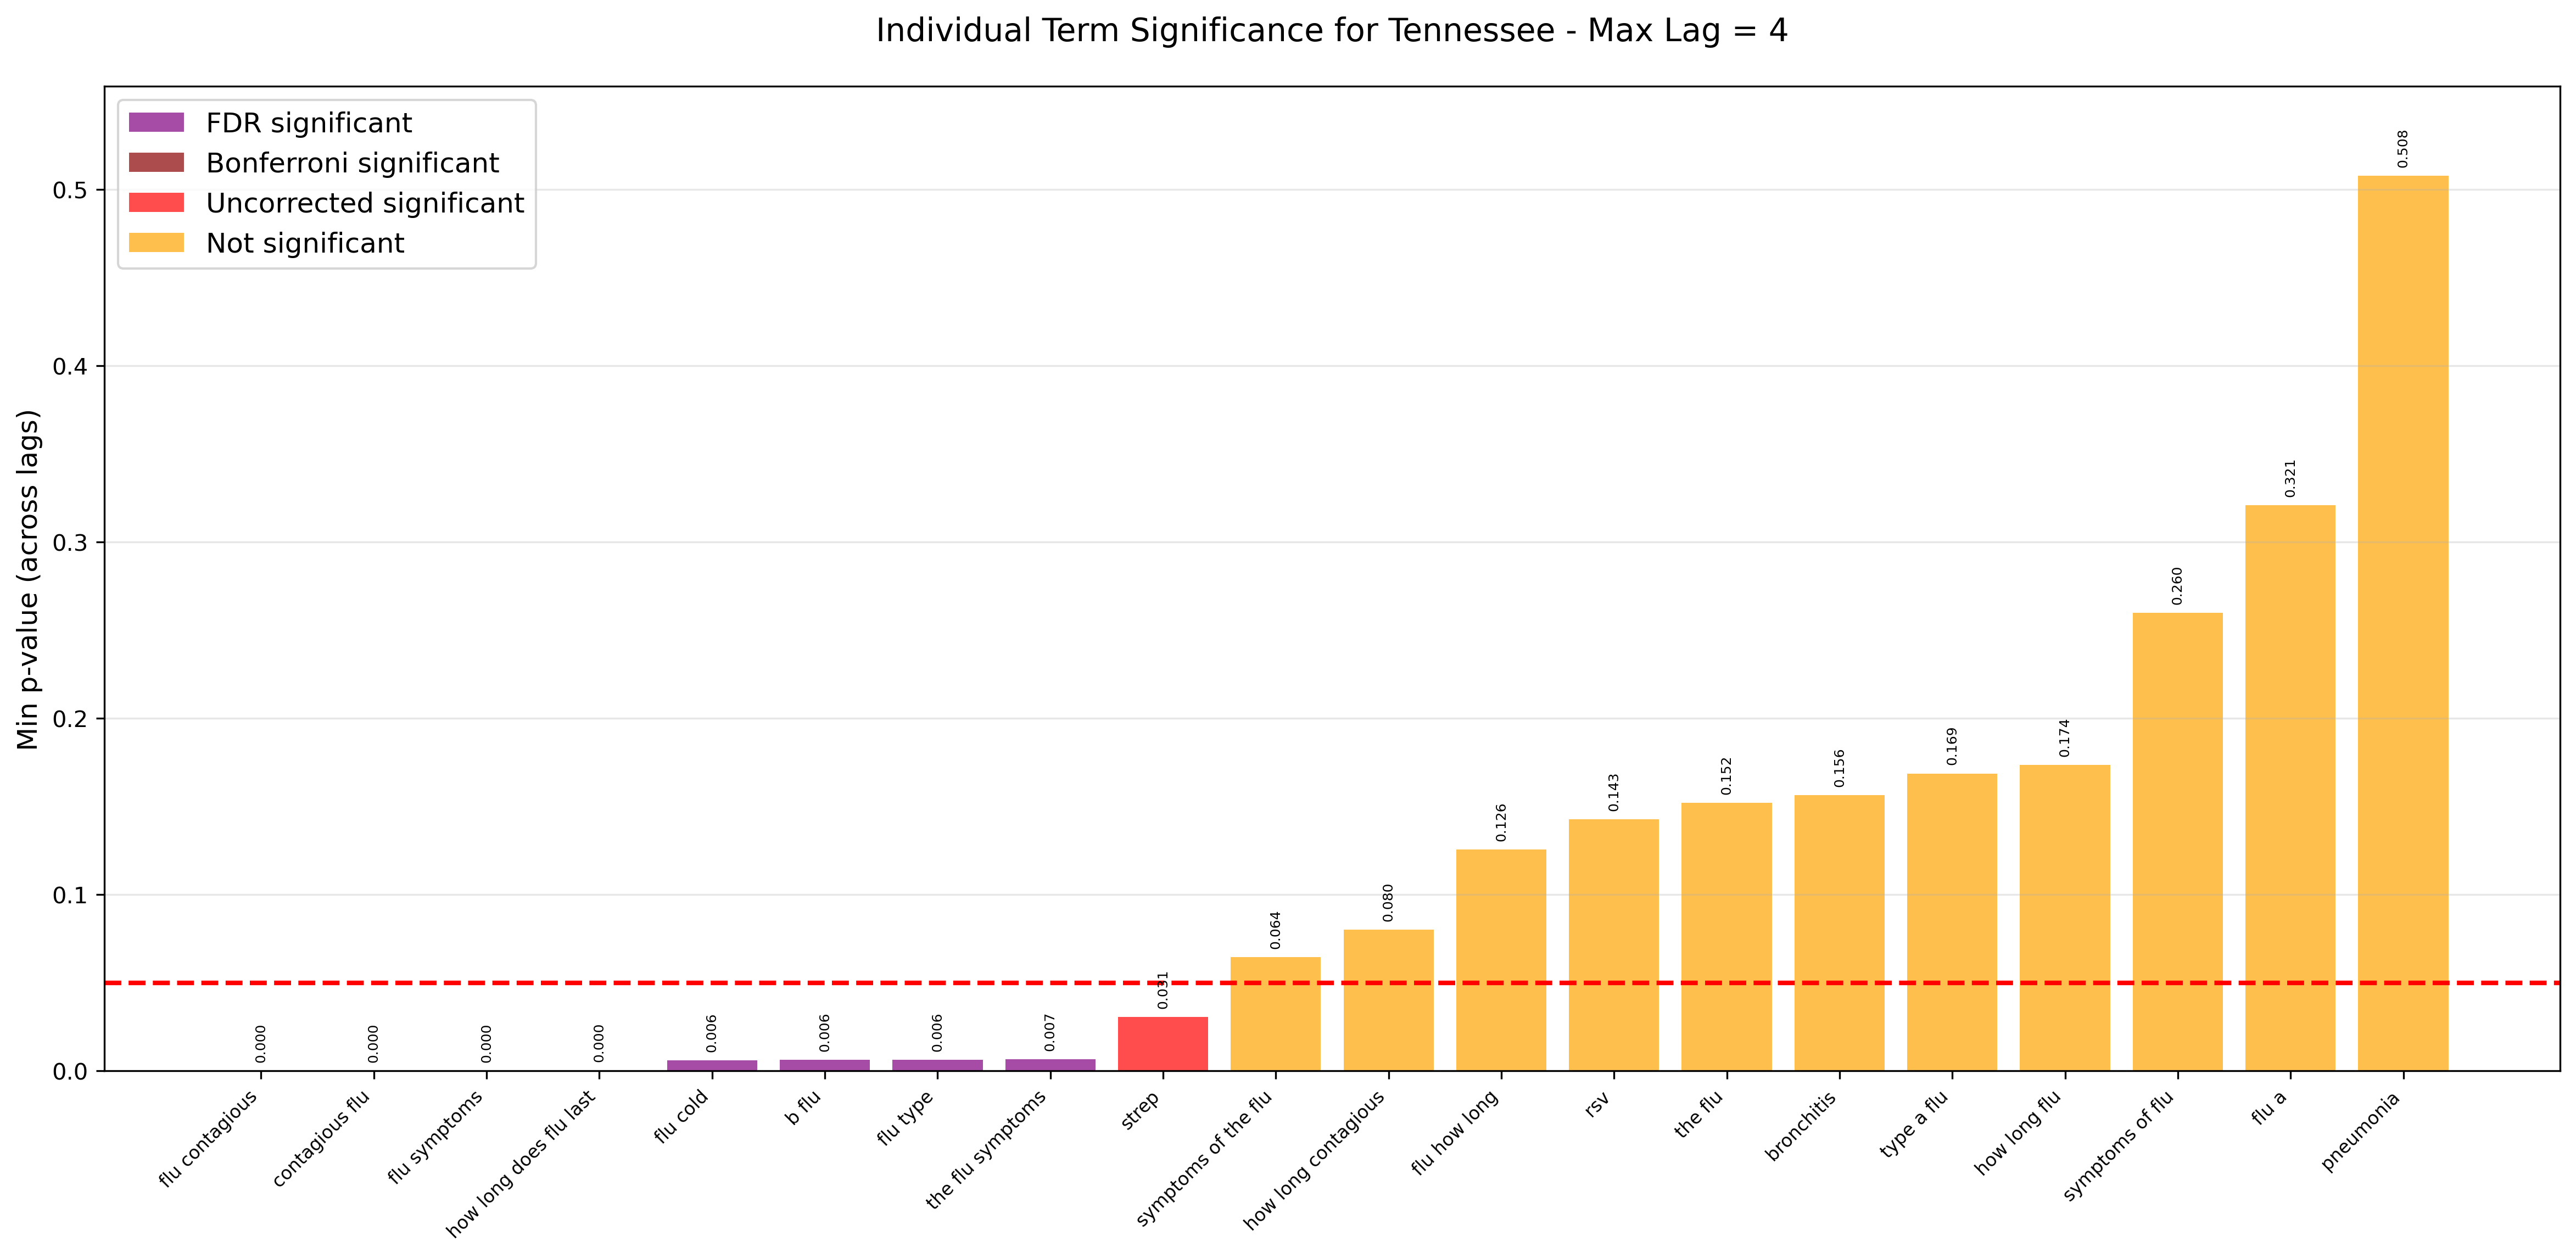 Individual Term Significance for Tennessee - Max Lag = 4
FDR significant
Bonferroni significant
Uncorrected significant
Not significant
Min p-value (across lags)
0.5
0.4
0.3
0.2
0.1
0.0
0.000
0.000
0.000
0.000
0.0006
0.0006
0.0006
0.0007
0.031
0.064
0.080
0.126
0.143
0.152
0.156
0.169
0.174
0.260
0.321
0.508
flu contagious
contagious flu
flu symptoms
how long does flu last
flu cold
b flu
flu type
the flu symptoms
strep
symptoms of the flu
how long contagious
flu how long
rsv
the flu
bronchitis
type a flu
how long flu
symptoms of flu
flu a
pneumonia